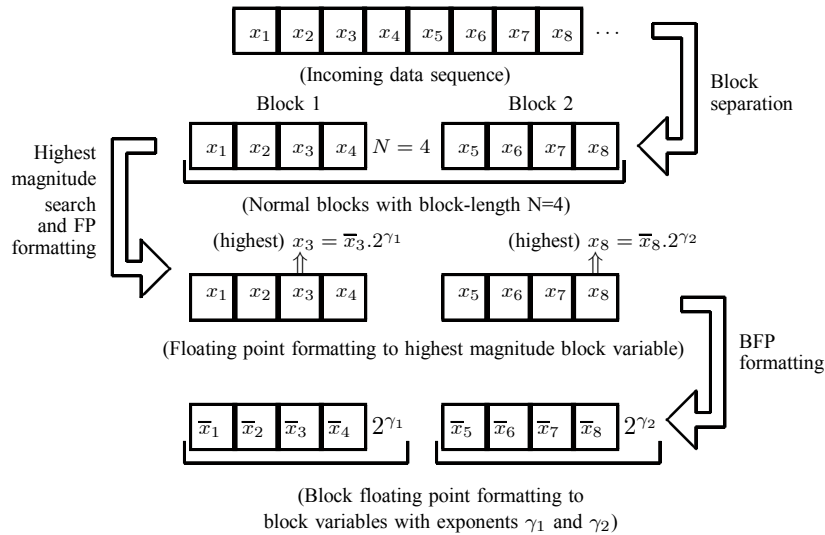 x₁ x₂ x₃ x₄ x₅ x₆ x₇ x₈ ⋯
(Incoming data sequence)
Block
separation
Block 1 Block 2
x₁ x₂ x₃ x₄ N = 4 x₅ x₆ x₇ x₈
Highest
magnitude
search
and FP
formatting
(Normal blocks with block-length N=4)
(highest) x₃ = x̅₃.2^γ₁ (highest) x₈ = x̅₈.2^γ₂
x₁ x₂ x₃ x₄ x₅ x₆ x₇ x₈
(Floating point formatting to highest magnitude block variable)
BFP
formatting
x̅₁ x̅₂ x̅₃ x̅₄ 2^γ₁ x̅₅ x̅₆ x̅₇ x̅₈ 2^γ₂
(Block floating point formatting to
block variables with exponents γ₁ and γ₂)